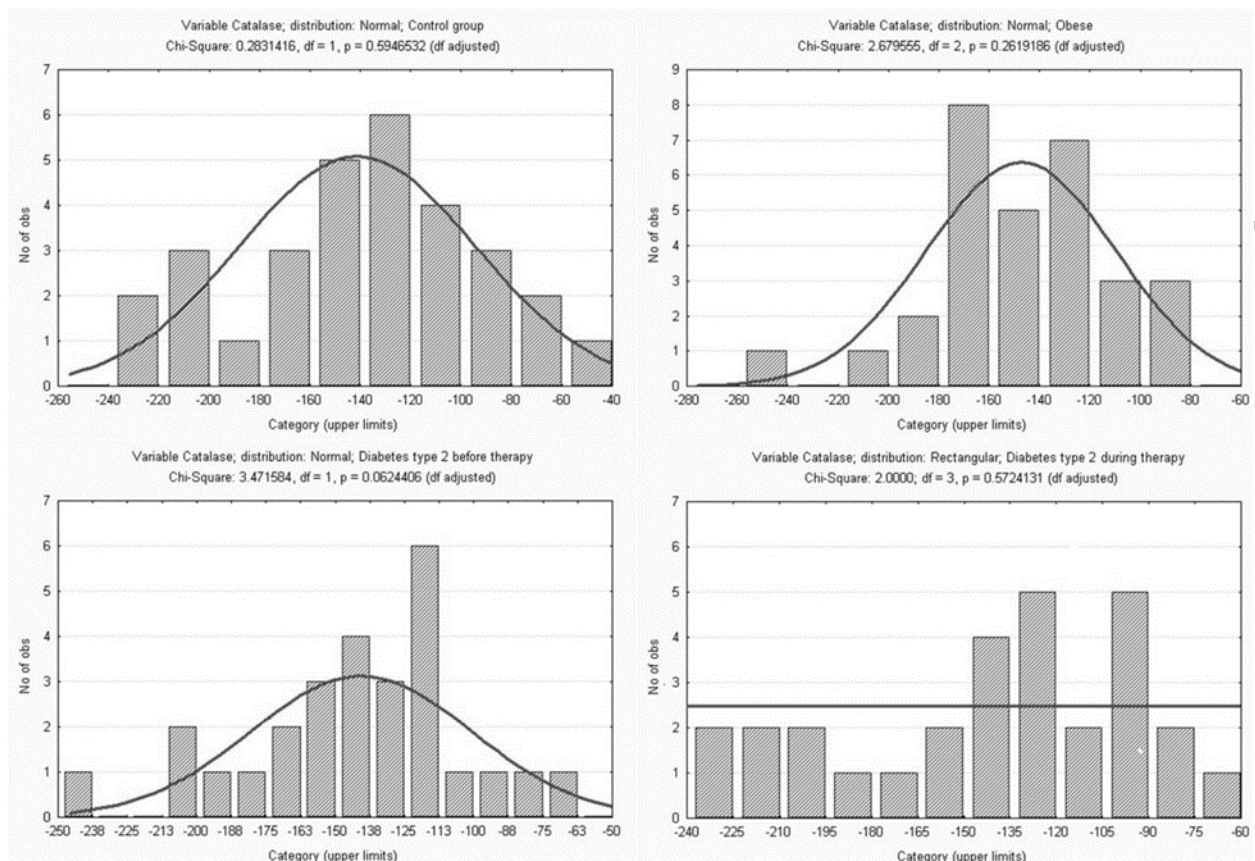 Variable Catalase; distribution: Normal; Control group
Chi-Square: 0.2831416, df = 1, p = 0.5946532 (df adjusted)
7
6
5
4
3
2
1
0
No of obs
-260 -240 -220 -200 -180 -160 -140 -120 -100 -80 -60 -40
Category (upper limits)
Variable Catalase; distribution: Normal; Obese
Chi-Square: 2.679555, df = 2, p = 0.2619186 (df adjusted)
9
8
7
6
5
4
3
2
1
0
No of obs
-280 -260 -240 -220 -200 -180 -160 -140 -120 -100 -80 -60
Category (upper limits)
Variable Catalase; distribution: Normal; Diabetes type 2 before therapy
Chi-Square: 3.471584, df = 1, p = 0.0624406 (df adjusted)
7
6
5
4
3
2
1
0
No of obs
-250 -238 -225 -213 -200 -188 -175 -163 -150 -138 -125 -113 -100 -88 -75 -63 -50
Category (upper limits)
Variable Catalase; distribution: Rectangular; Diabetes type 2 during therapy
Chi-Square: 2.0000; df = 3, p = 0.5724131 (df adjusted)
7
6
5
4
3
2
1
0
No of obs
-240 -225 -210 -195 -180 -165 -150 -135 -120 -105 -90 -75 -60
Category (upper limits)